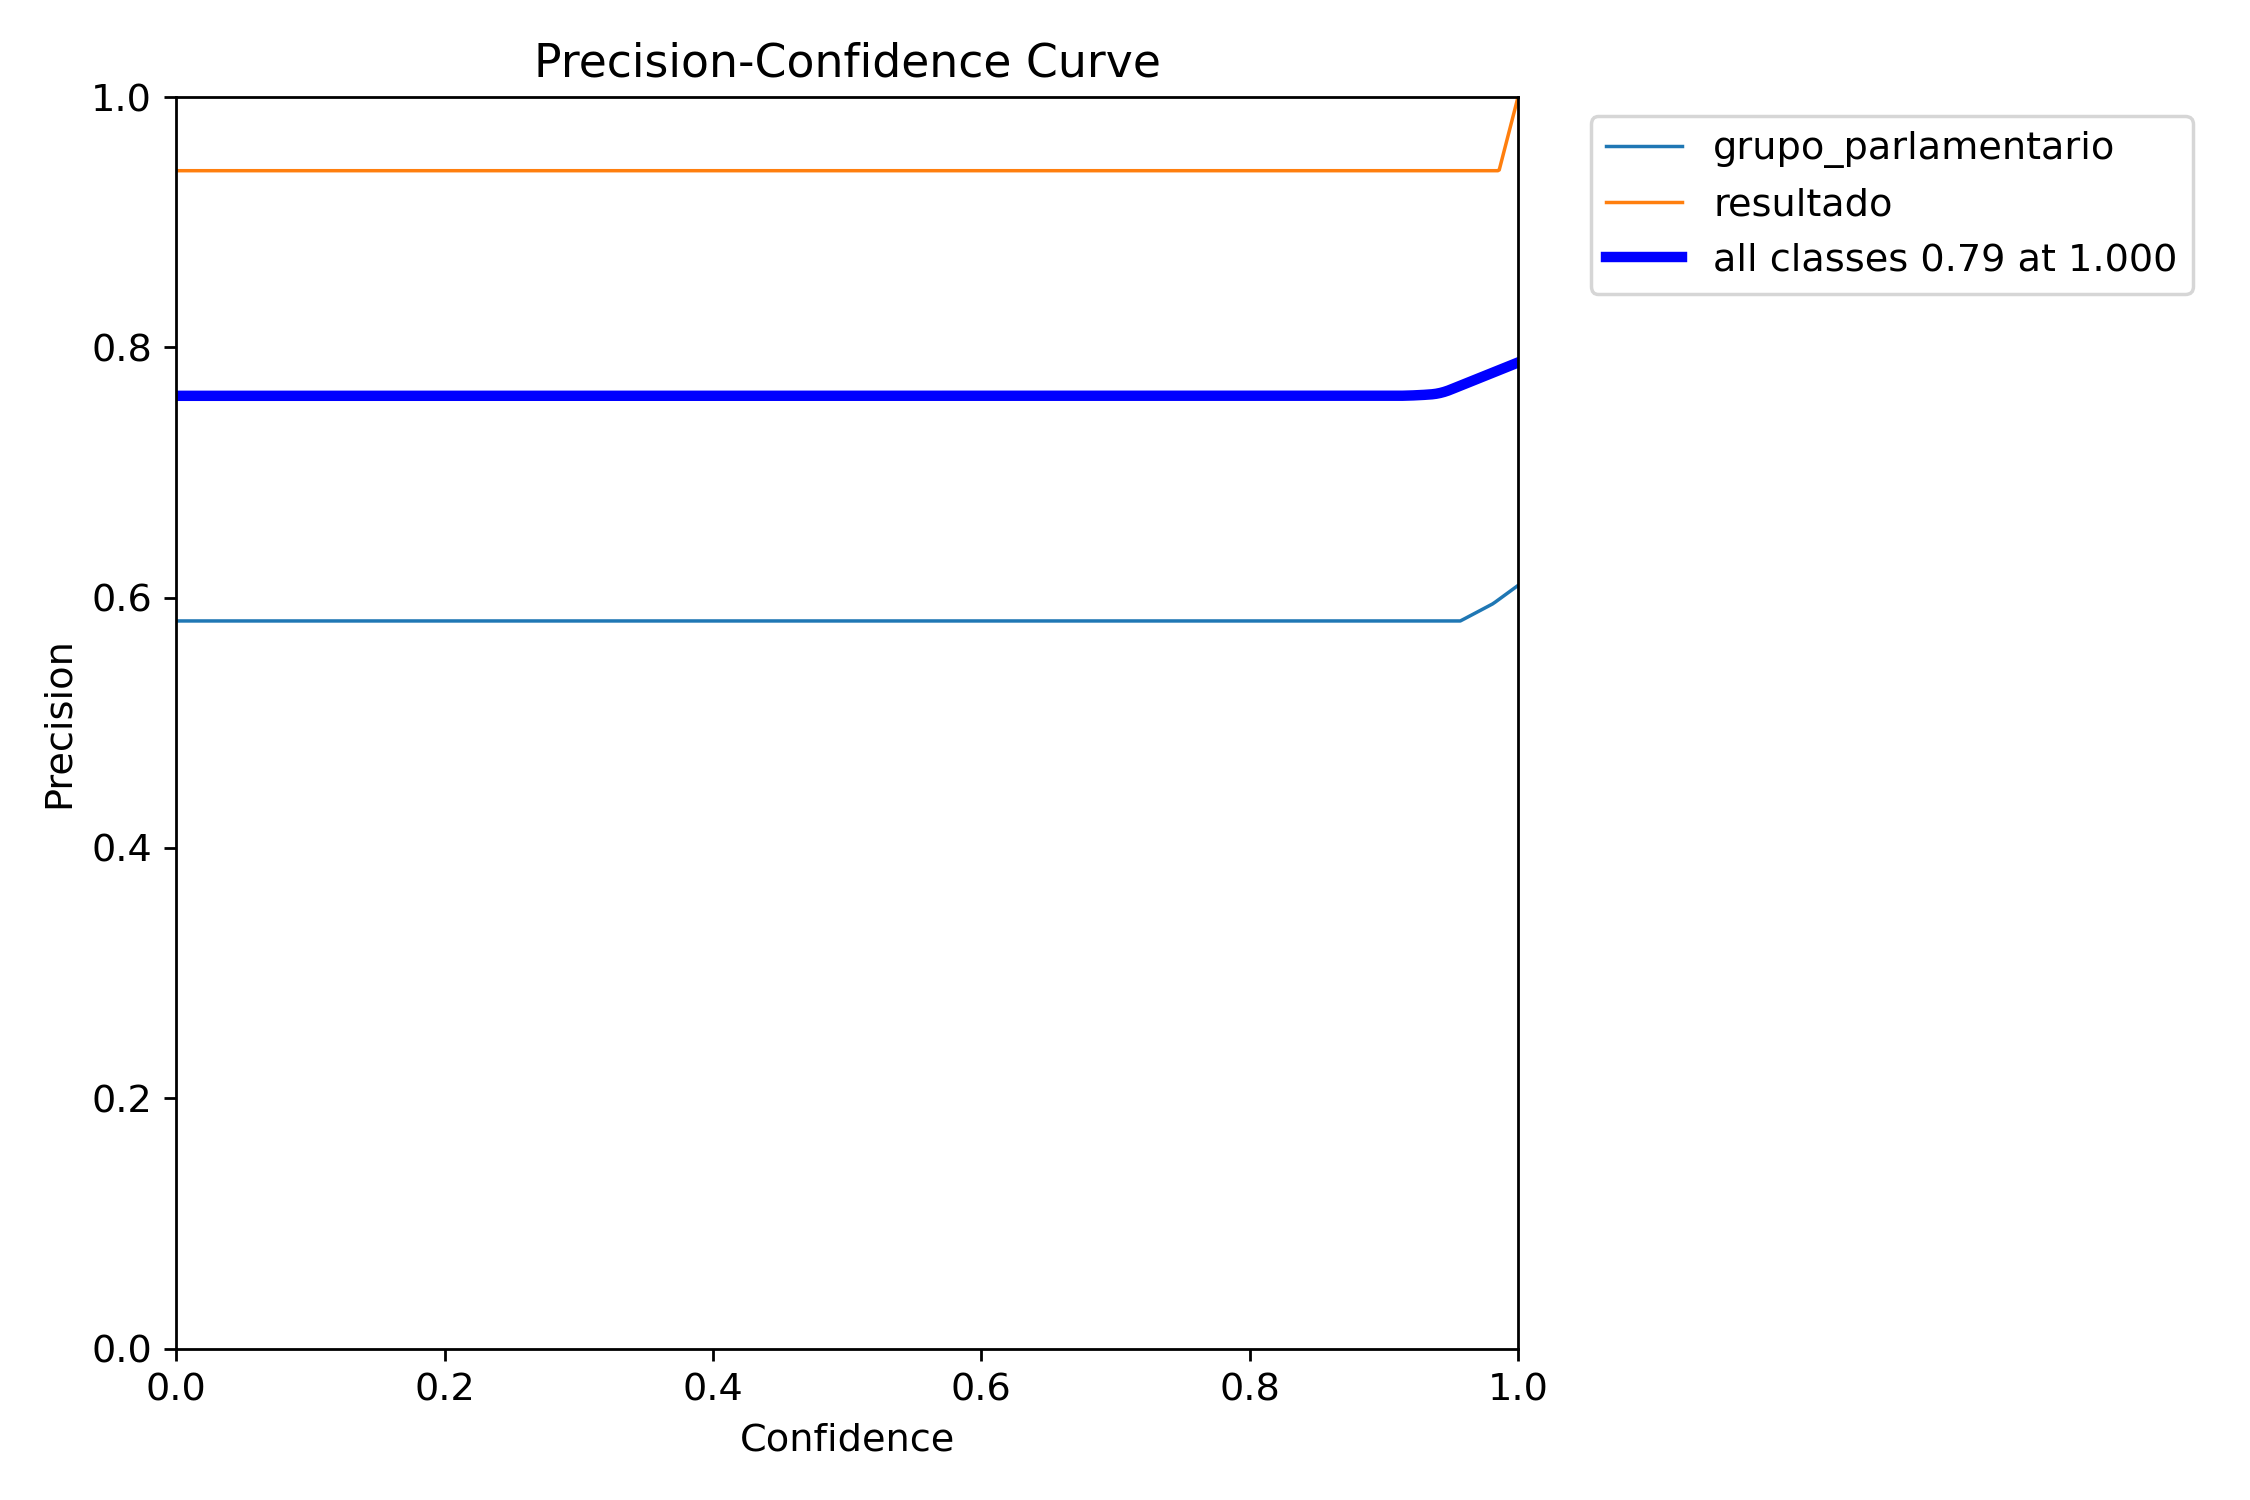 Precision-Confidence Curve
1.0
0.8
0.6
0.4
0.2
0.0
Precision
0.0 0.2 0.4 0.6 0.8 1.0
Confidence
grupo_parlamentario
resultado
all classes 0.79 at 1.000